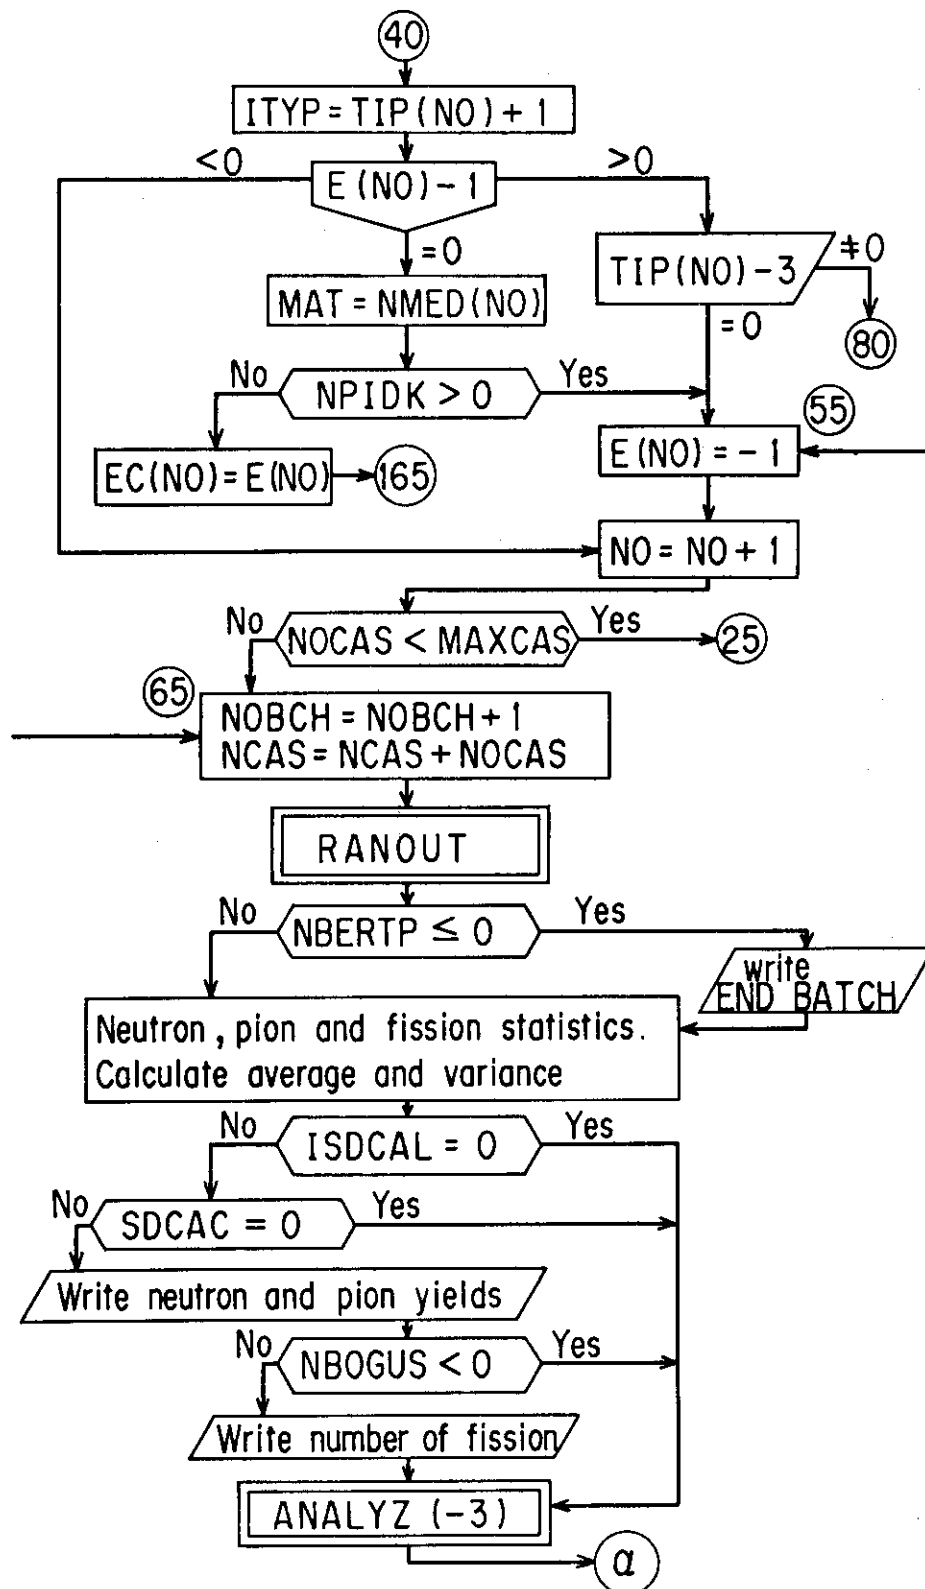 40
ITYP = TIP(NO) + 1
<0
E(NO) - 1
>0
=0
TIP(NO) - 3
≠0
MAT = NMED(NO)
=0
80
No
NPIDK > 0
Yes
55
EC(NO) = E(NO)
165
E(NO) = - 1
NO = NO + 1
No
NOCAS < MAXCAS
Yes
25
65
NOBCH = NOBCH + 1
NCAS = NCAS + NOCAS
RANOUT
No
NBERTP ≤ 0
Yes
write
END BATCH
Neutron, pion and fission statistics.
Calculate average and variance
No
ISDCAL = 0
Yes
No
SDCAC = 0
Yes
Write neutron and pion yields
No
NBOGUS < 0
Yes
Write number of fission
ANALYZ (-3)
α